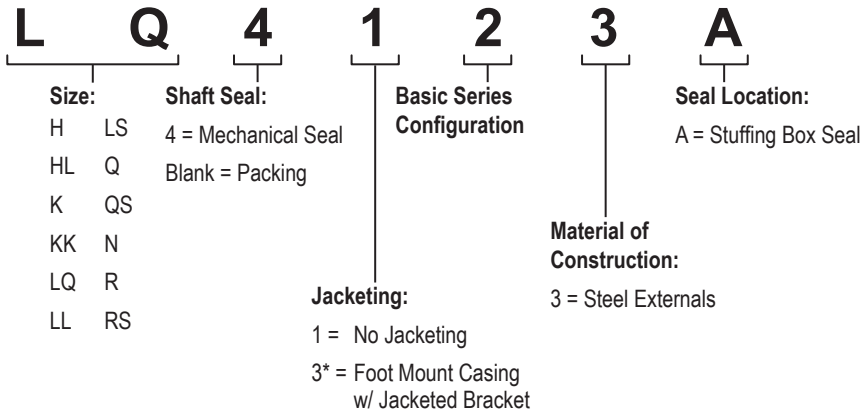 L Q 4 1 2 3 A
Size:
H LS
HL Q
K QS
KK N
LQ R
LL RS
Shaft Seal:
4 = Mechanical Seal
Blank = Packing
Jacketing:
1 = No Jacketing
3* = Foot Mount Casing
w/ Jacketed Bracket
Basic Series
Configuration
Material of
Construction:
3 = Steel Externals
Seal Location:
A = Stuffing Box Seal